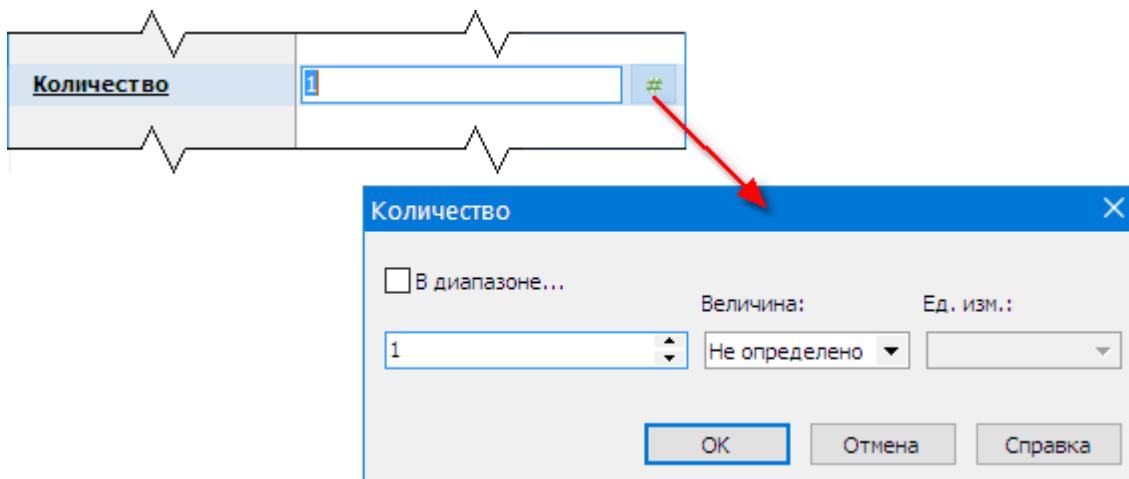 Количество 1 #
Количество
В диапазоне...
Величина: Ед. изм.:
1 Не определено
OK Отмена Справка